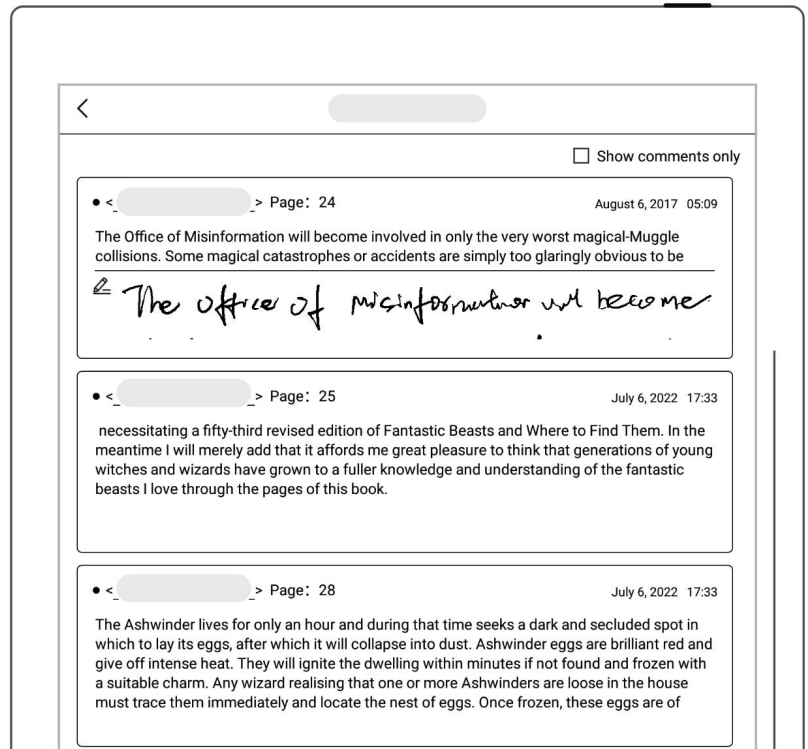 Show comments only
• <_ _> Page: 24
August 6, 2017 05:09
The Office of Misinformation will become involved in only the very worst magical-Muggle
collisions. Some magical catastrophes or accidents are simply too glaringly obvious to be
The office of misinformation will become
• <_ _> Page: 25
July 6, 2022 17:33
necessitating a fifty-third revised edition of Fantastic Beasts and Where to Find Them. In the
meantime I will merely add that it affords me great pleasure to think that generations of young
witches and wizards have grown to a fuller knowledge and understanding of the fantastic
beasts I love through the pages of this book.
• <_ _> Page: 28
July 6, 2022 17:33
The Ashwinder lives for only an hour and during that time seeks a dark and secluded spot in
which to lay its eggs, after which it will collapse into dust. Ashwinder eggs are brilliant red and
give off intense heat. They will ignite the dwelling within minutes if not found and frozen with
a suitable charm. Any wizard realising that one or more Ashwinders are loose in the house
must trace them immediately and locate the nest of eggs. Once frozen, these eggs are of